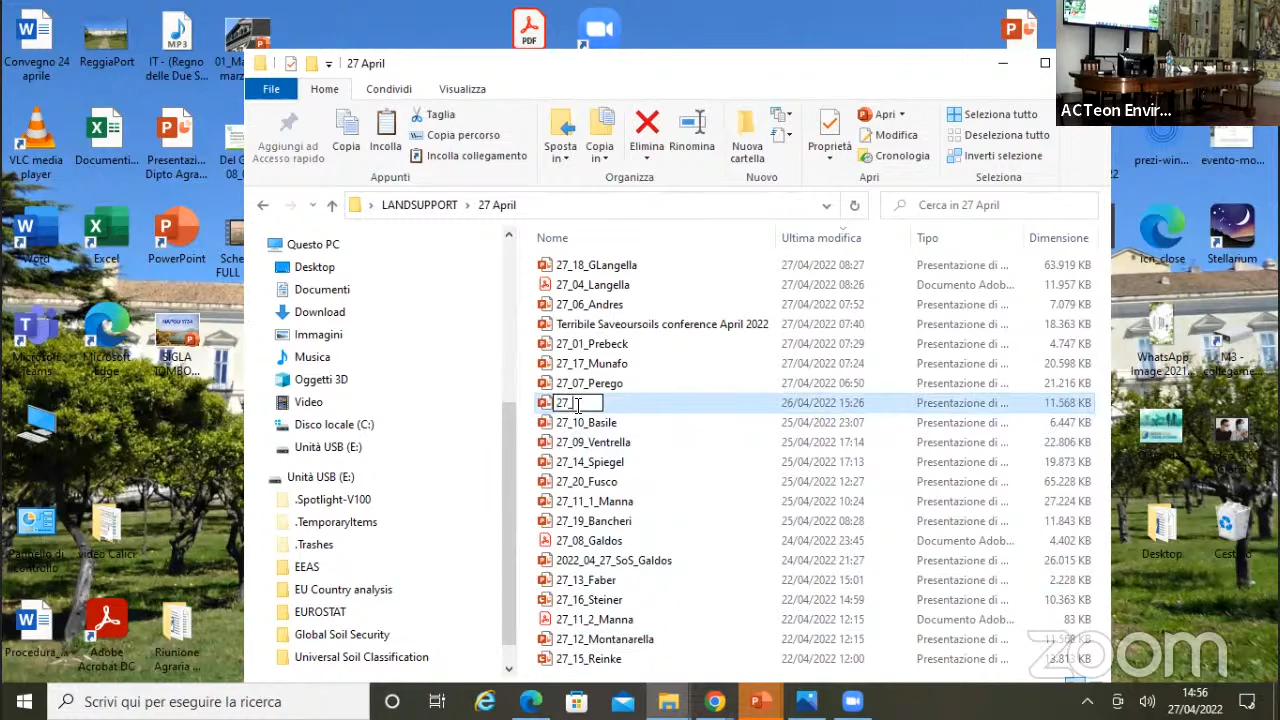 Convegno 24
aprile
ReggiaPort
MP3
IT - (Regno
delle Due S...
01_Ma
marz
PDF
ACTeon Envir...
27 April
File
Home
Condividi
Visualizza
Aggiungi ad
Accesso rapido
Copia
Incolla
Taglia
Copia percorso
Incolla collegamento
Appunti
Sposta
in
Copia
in
Elimina
Rinomina
Organizza
Nuova
cartella
Nuovo
Proprietà
Apri
Modifica
Cronologia
Apri
Seleziona tutto
Deseleziona tutto
Inverti selezione
Seleziona
LANDSUPPORT
27 April
Cerca in 27 April
VLC media
player
Documenti...
Presentazi...
Dipto Agra...
Del G
08_0
prezi-win...
evento-mo...
Word
Excel
PowerPoint
Sche
FULL
icn_close
Stellarium
Microsoft
Teams
Microsoft
Edge
SIGLA
TOMBO...
WhatsApp
Image 2021...
M3 -
collegame...
Pannello di
controllo
video Calici
Desktop
Cestino
Procedura_...
Adobe
Acrobat DC
Riunione
Agraria ...
Questo PC
Desktop
Documenti
Download
Immagini
Musica
Oggetti 3D
Video
Disco locale (C:)
Unità USB (E:)
Unità USB (E:)
.Spotlight-V100
.TemporaryItems
.Trashes
EEAS
EU Country analysis
EUROSTAT
Global Soil Security
Universal Soil Classification
Nome Ultima modifica Tipo Dimensione
27_18_GLangella 27/04/2022 08:27 Presentazione di ... 63.919 KB
27_04_Langella 27/04/2022 08:26 Documento Adob... 11.957 KB
27_06_Andres 27/04/2022 07:52 Presentazione di ... 7.079 KB
Terribile Saveoursoils conference April 2022 27/04/2022 07:40 Presentazione di ... 18.363 KB
27_01_Prebeck 27/04/2022 07:29 Presentazione di ... 4.747 KB
27_17_Munafo 27/04/2022 07:24 Presentazione di ... 20.598 KB
27_07_Perego 27/04/2022 06:50 Presentazione di ... 21.216 KB
27_ 26/04/2022 15:26 Presentazione di ... 11.568 KB
27_10_Basile 25/04/2022 23:07 Presentazione di ... 6.447 KB
27_09_Ventrella 25/04/2022 17:14 Presentazione di ... 22.806 KB
27_14_Spiegel 25/04/2022 17:13 Presentazione di ... 19.873 KB
27_20_Fusco 25/04/2022 12:27 Presentazione di ... 65.228 KB
27_11_1_Manna 25/04/2022 10:24 Presentazione di ... 27.224 KB
27_19_Bancheri 25/04/2022 08:28 Presentazione di ... 11.843 KB
27_08_Galdos 24/04/2022 23:45 Documento Adob... 4.402 KB
2022_04_27_SoS_Galdos 24/04/2022 21:27 Presentazione di ... 26.015 KB
27_13_Faber 22/04/2022 15:01 Presentazione di ... 2.228 KB
27_16_Steiner 22/04/2022 14:59 Presentazione di ... 10.363 KB
27_11_2_Manna 22/04/2022 12:15 Documento Adob... 83 KB
27_12_Montanarella 22/04/2022 12:15 Presentazione di ... 11.568 KB
27_15_Reinke 22/04/2022 12:00 Presentazione di ... 13.813 KB
zoom
Scrivi qui per eseguire la ricerca
14:56
27/04/2022